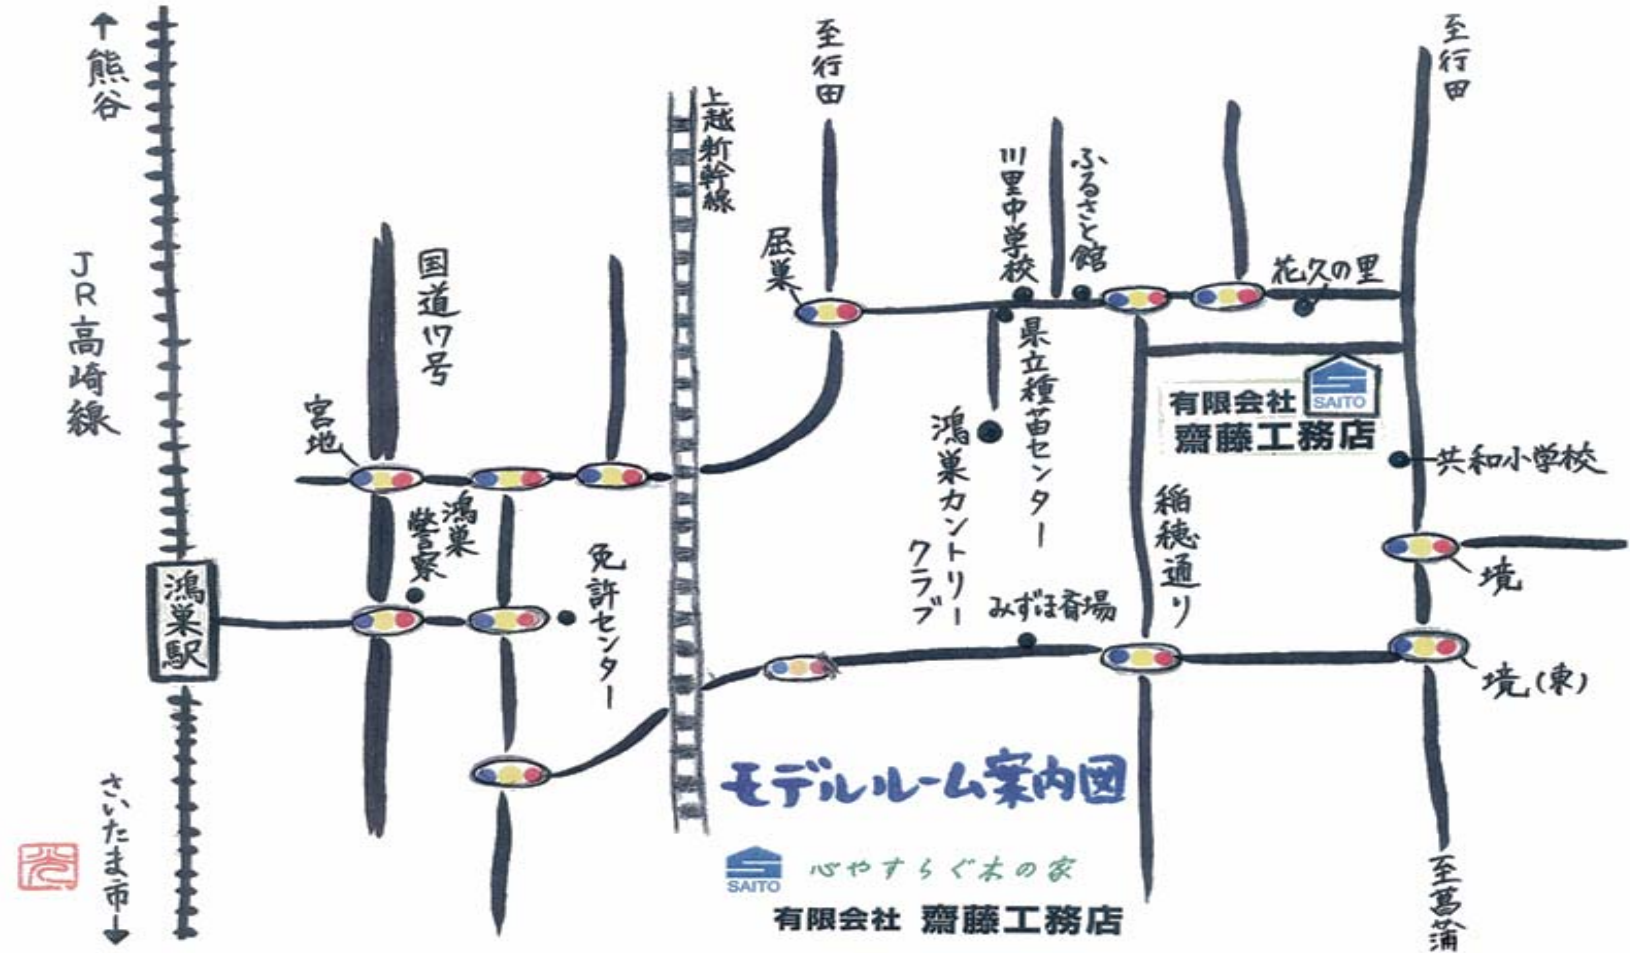 ↑熊谷
JR高崎線
鴻巣駅
さいたま市↓
国道17号
宮地
鴻巣
警察
免許センター
上越新幹線
至行田
屈巣
川里中学校
ふるさと館
県立種苗センター
鴻巣カントリー
クラブ
花久の里
至行田
有限会社
齋藤工務店
SAITO
共和小学校
稲穂通り
みずほ斎場
境
境(東)
至菖蒲
モデルルーム案内図
SAITO
心やすらぐ木の家
有限会社 齋藤工務店